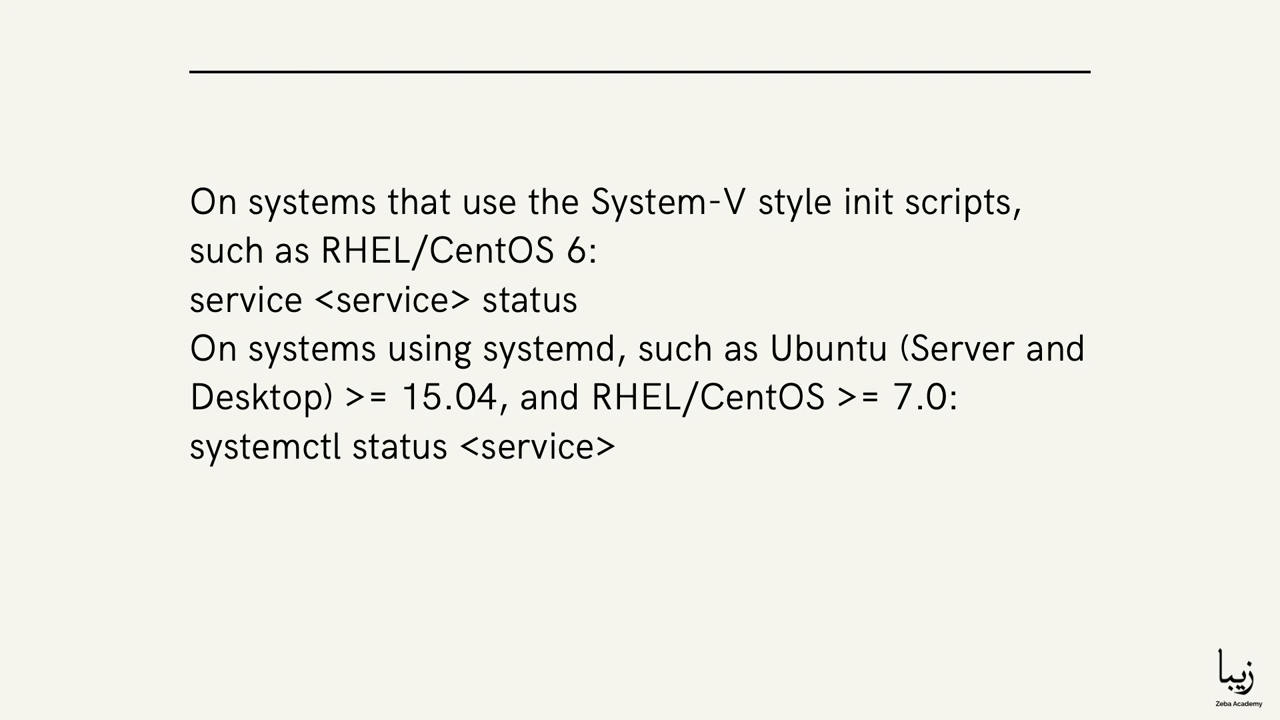 On systems that use the System-V style init scripts,
such as RHEL/CentOS 6:
service <service> status
On systems using systemd, such as Ubuntu (Server and
Desktop) >= 15.04, and RHEL/CentOS >= 7.0:
systemctl status <service>
زیبا
Zeba Academy